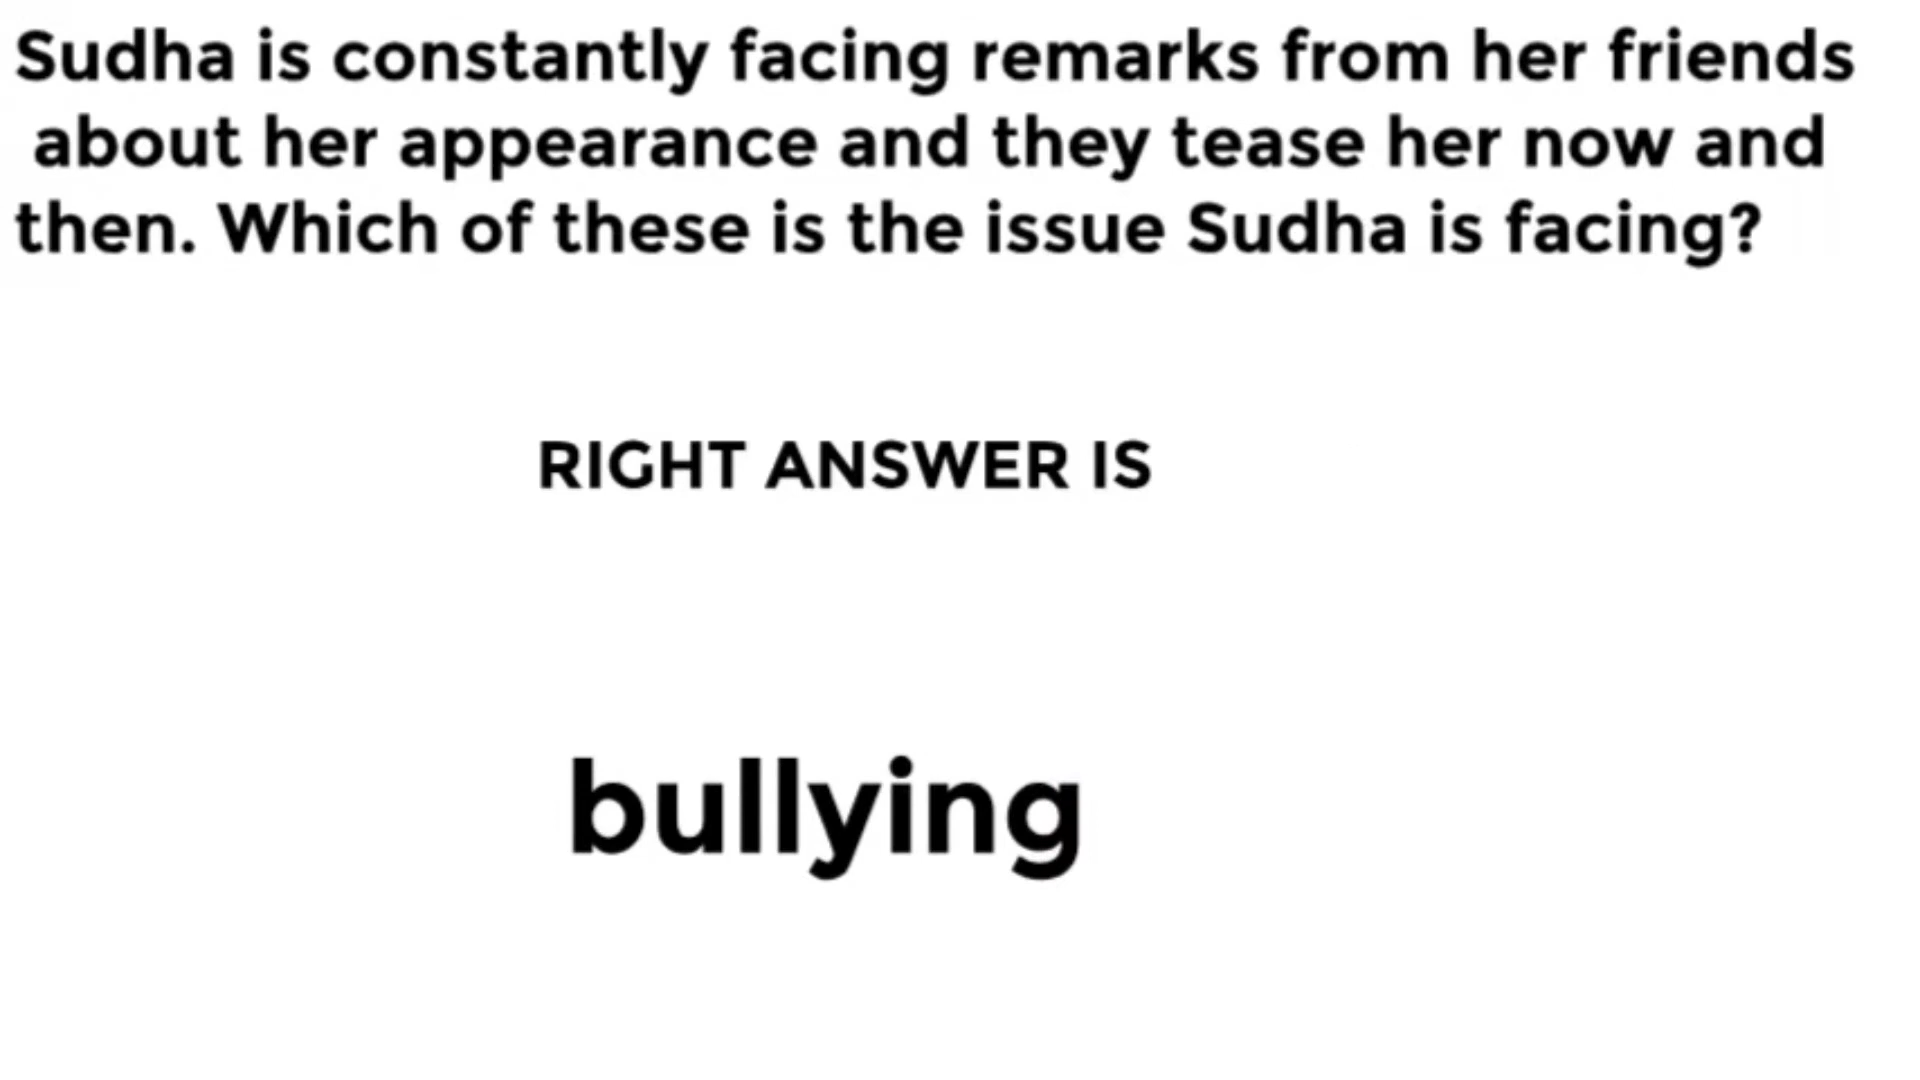 Sudha is constantly facing remarks from her friends
about her appearance and they tease her now and
then. Which of these is the issue Sudha is facing?
RIGHT ANSWER IS
bullying